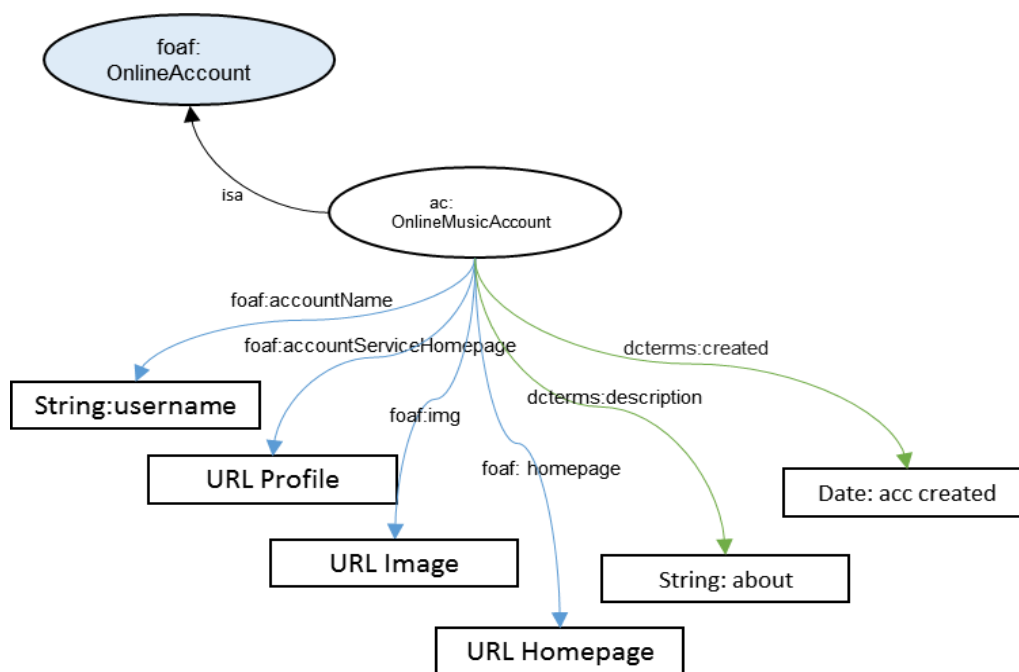 foaf:
OnlineAccount
isa
ac:
OnlineMusicAccount
foaf:accountName
foaf:accountServiceHomepage
dcterms:created
String:username
dcterms:description
foaf:img
foaf: homepage
URL Profile
Date: acc created
URL Image
String: about
URL Homepage